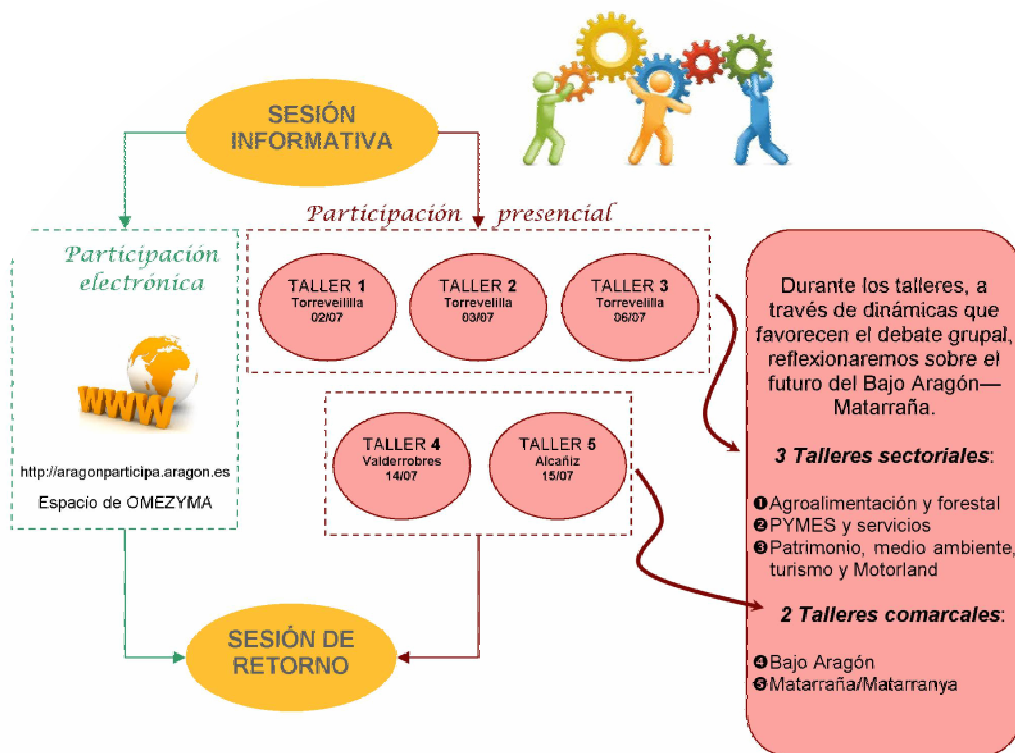 SESIÓN
INFORMATIVA
Participación presencial
Participación
electrónica
WWW
http://aragonparticipa.aragon.es
Espacio de OMEZYMA
TALLER 1
Torreveililla
02/07
TALLER 2
Torrevelilla
03/07
TALLER 3
Torrevelilla
06/07
TALLER 4
Valderrobres
14/07
TALLER 5
Alcañiz
15/07
SESIÓN DE
RETORNO
Durante los talleres, a
través de dinámicas que
favorecen el debate grupal,
reflexionaremos sobre el
futuro del Bajo Aragón—
Matarraña.
3 Talleres sectoriales:
❶Agroalimentación y forestal
❷PYMES y servicios
❸Patrimonio, medio ambiente,
turismo y Motorland
2 Talleres comarcales:
❹Bajo Aragón
❺Matarraña/Matarranya